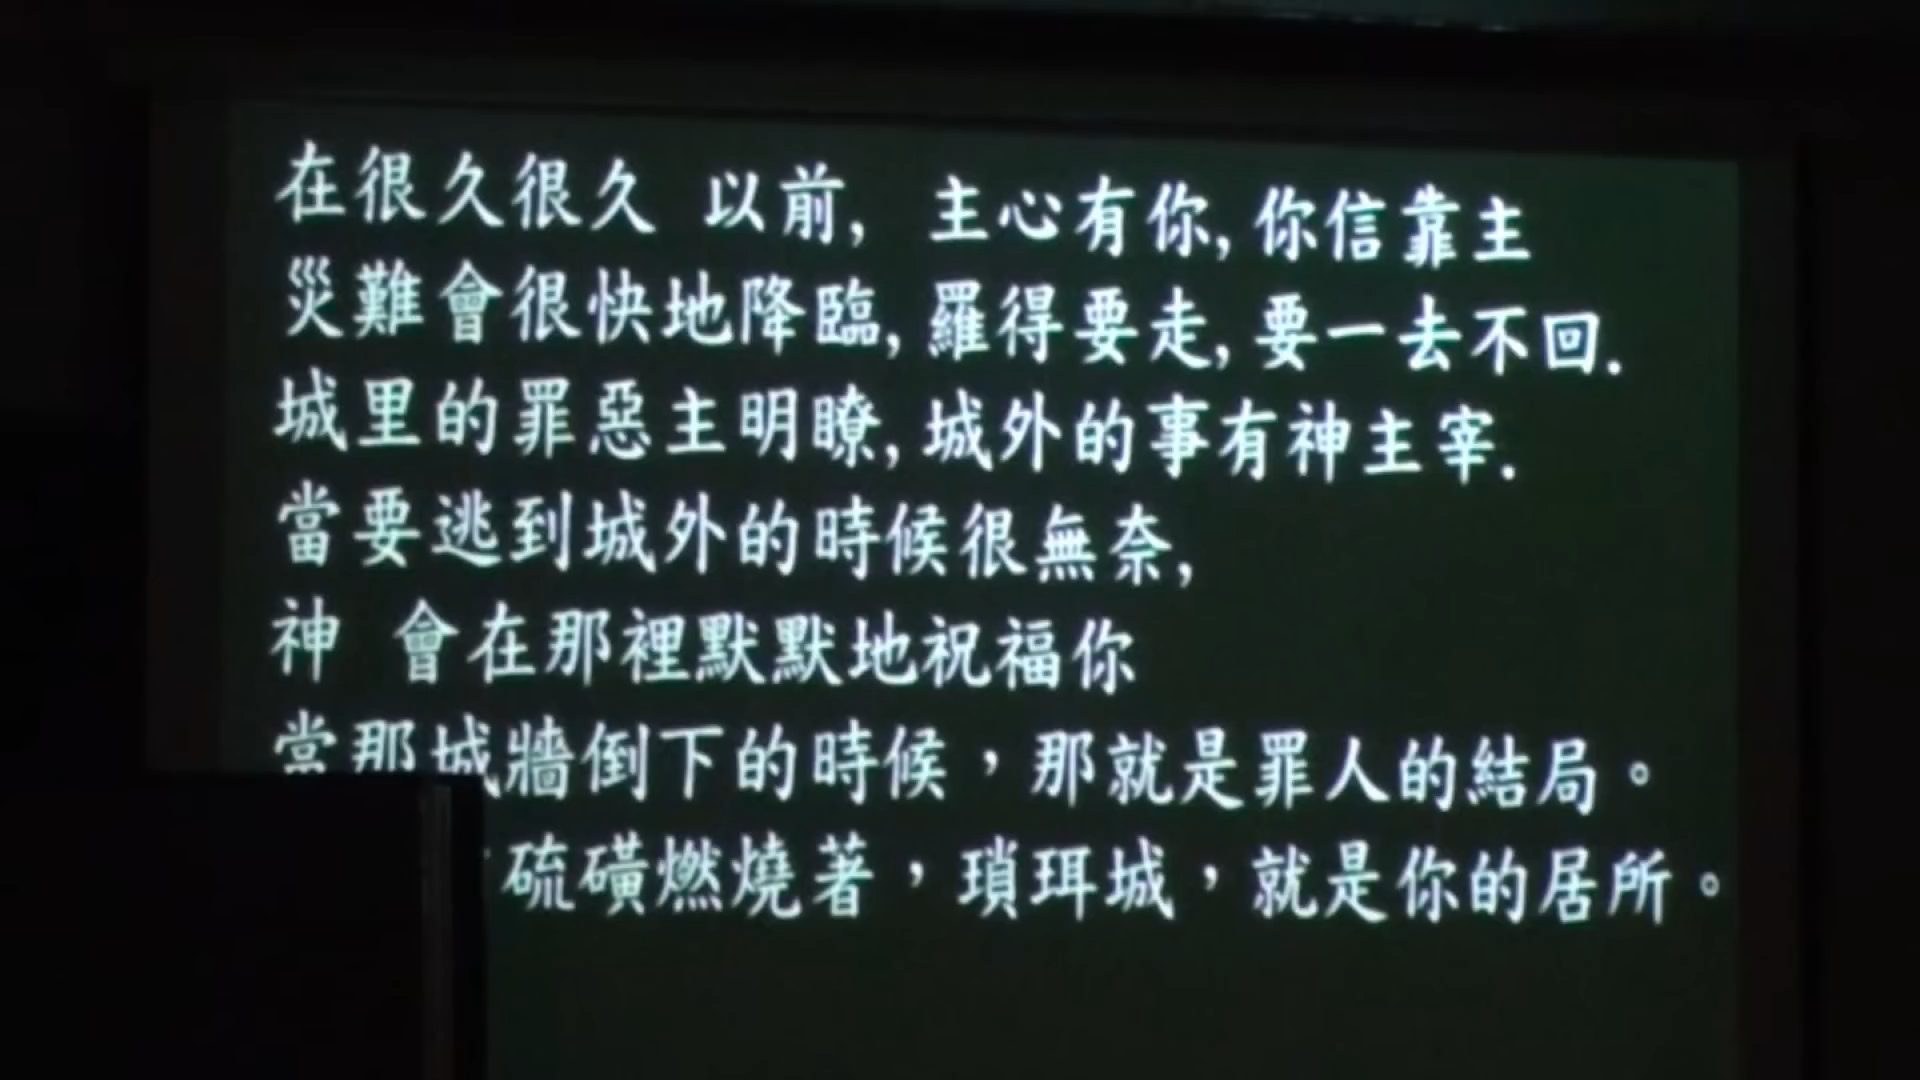 在很久很久 以前, 主心有你, 你信靠主
災難會很快地降臨, 羅得要走, 要一去不回.
城里的罪惡主明瞭, 城外的事有神主宰.
當要逃到城外的時候很無奈,
神 會在那裡默默地祝福你
當那城牆倒下的時候，那就是罪人的結局。
硫磺燃燒著，瑣珥城，就是你的居所。